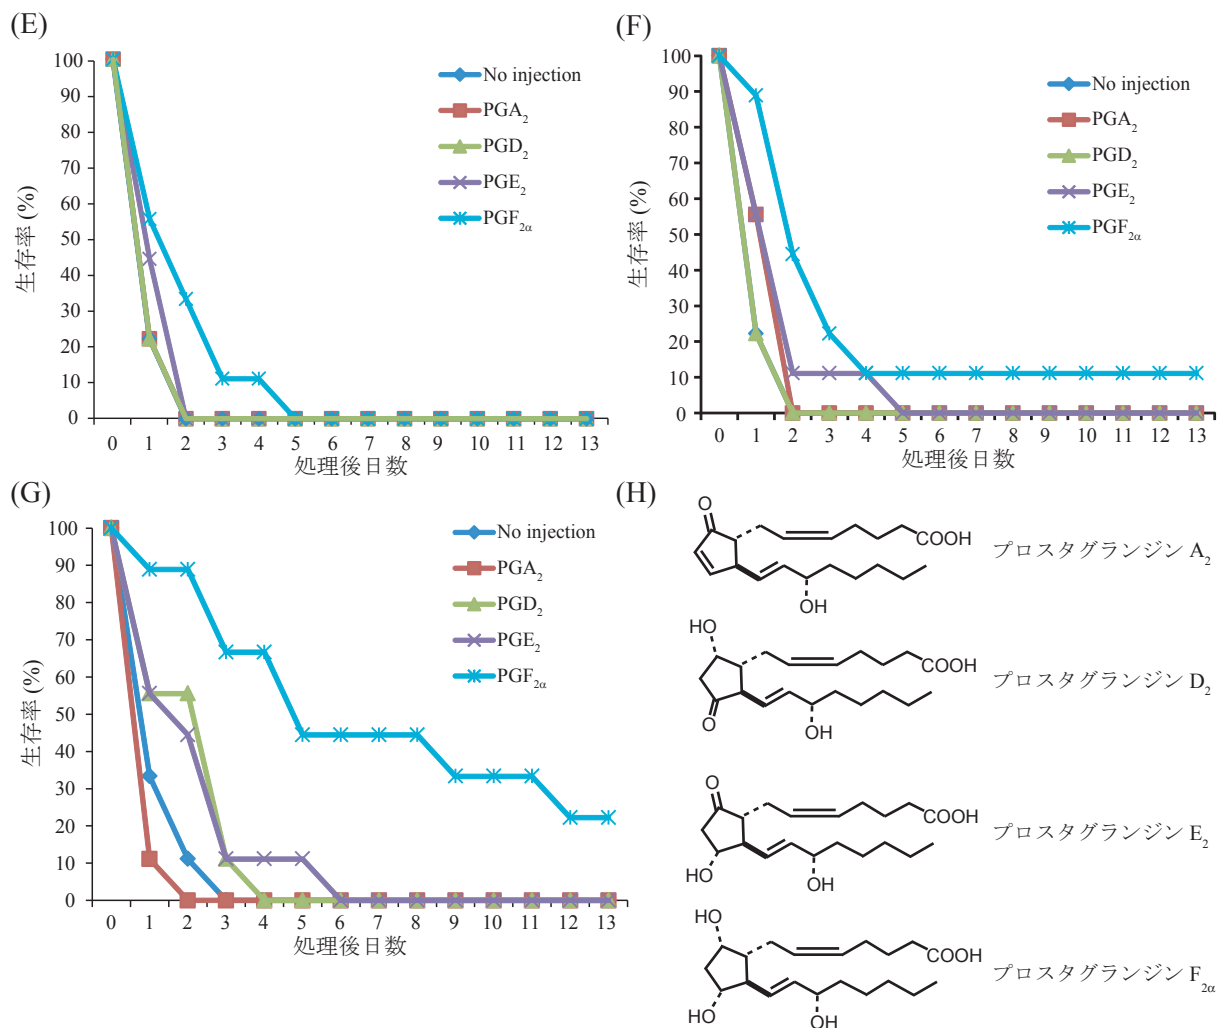 (E)
100
90
80
70
60
50
40
30
20
10
0
生存率 (%)
0 1 2 3 4 5 6 7 8 9 10 11 12 13
処理後日数
No injection
PGA2
PGD2
PGE2
PGF2α
(F)
100
90
80
70
60
50
40
30
20
10
0
生存率 (%)
0 1 2 3 4 5 6 7 8 9 10 11 12 13
処理後日数
No injection
PGA2
PGD2
PGE2
PGF2α
(G)
100
90
80
70
60
50
40
30
20
10
0
生存率 (%)
0 1 2 3 4 5 6 7 8 9 10 11 12 13
処理後日数
No injection
PGA2
PGD2
PGE2
PGF2α
(H)
O
COOH
OH
プロスタグランジン A2
HO
COOH
O
OH
プロスタグランジン D2
O
COOH
HO
OH
プロスタグランジン E2
HO
COOH
HO
OH
プロスタグランジン F2α